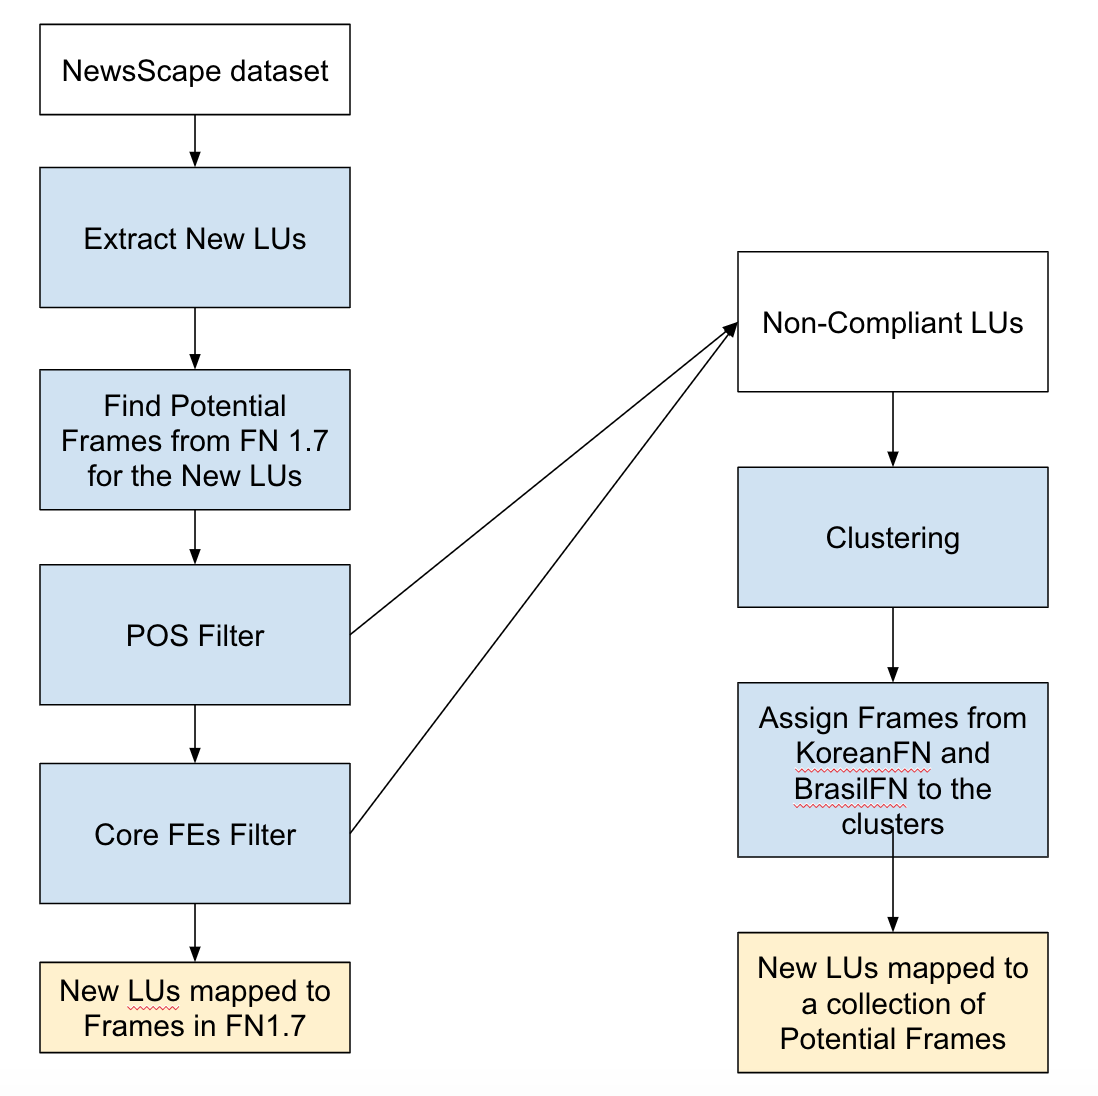 NewsScape dataset
Extract New LUs
Find Potential
Frames from FN 1.7
for the New LUs
POS Filter
Core FEs Filter
New LUs mapped to
Frames in FN1.7
Non-Compliant LUs
Clustering
Assign Frames from
KoreanFN and
BrasilFN to the
clusters
New LUs mapped to
a collection of
Potential Frames